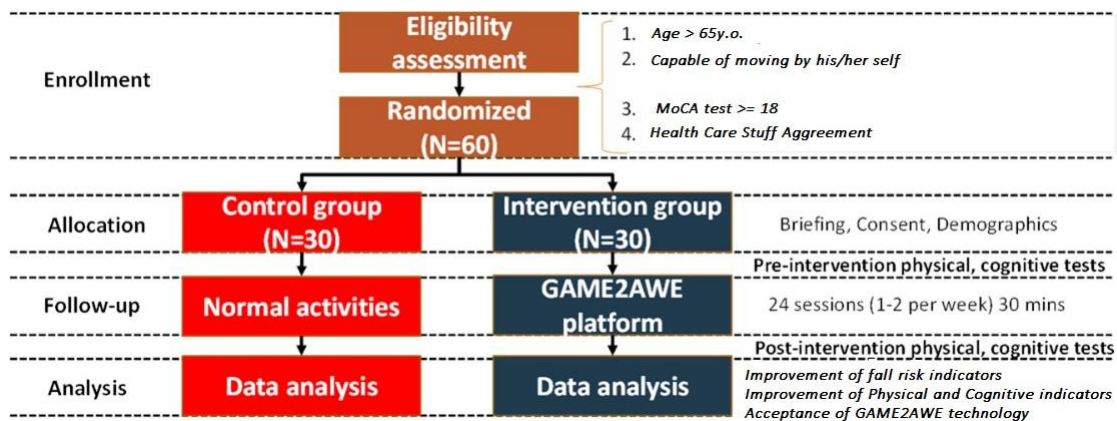 Enrollment
Eligibility
assessment
Randomized
(N=60)
1. Age > 65y.o.
2. Capable of moving by his/her self
3. MoCA test >= 18
4. Health Care Stuff Aggreement
Allocation
Control group
(N=30)
Intervention group
(N=30)
Briefing, Consent, Demographics
Pre-intervention physical, cognitive tests
Follow-up
Normal activities
GAME2AWE
platform
24 sessions (1-2 per week) 30 mins
Post-intervention physical, cognitive tests
Analysis
Data analysis
Data analysis
Improvement of fall risk indicators
Improvement of Physical and Cognitive indicators
Acceptance of GAME2AWE technology